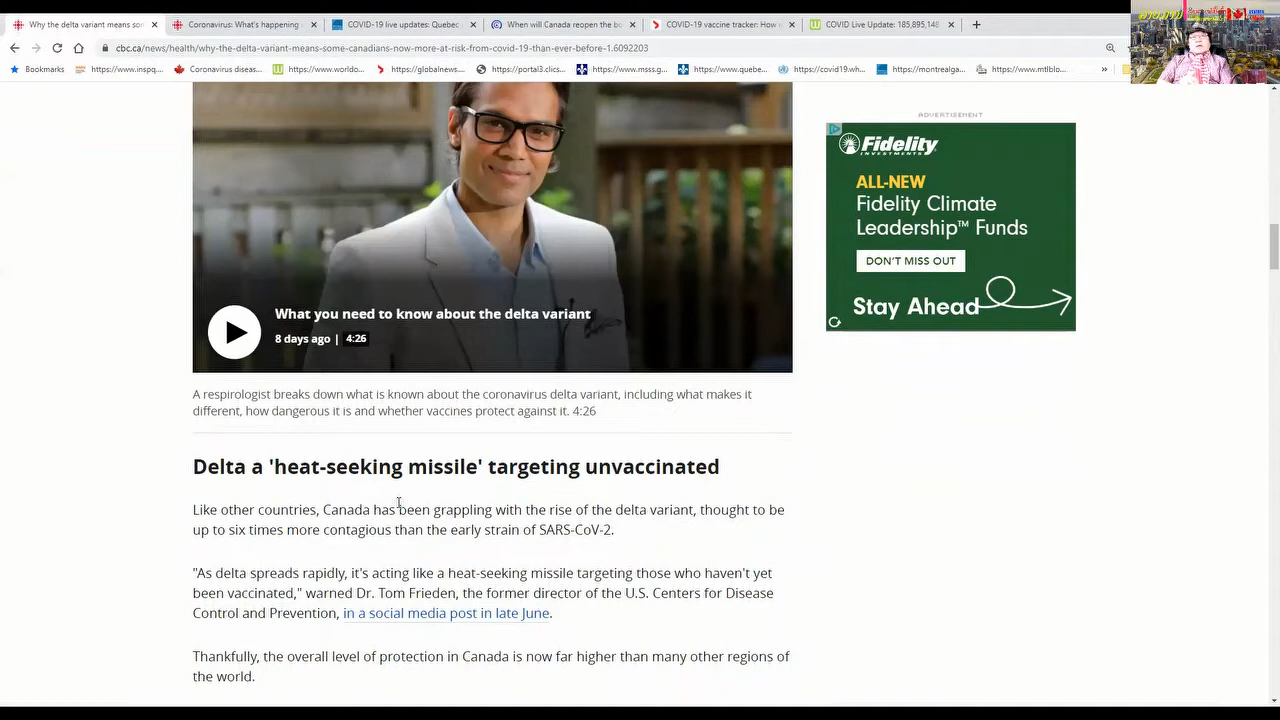 Why the delta variant means som
Coronavirus: What's happening
COVID-19 live updates: Quebec
When will Canada reopen the bo
COVID-19 vaccine tracker: How
COVID Live Update: 185,895,148
cbc.ca/news/health/why-the-delta-variant-means-some-canadians-now-more-at-risk-from-covid-19-than-ever-before-1.6092203
Bookmarks
https://www.inspq...
Coronavirus diseas...
https://www.worldo...
https://globalnews...
https://portal3.clics...
https://www.msss.g...
https://www.quebe...
https://covid19.wh...
https://montrealga...
https://www.mtlblo...
What you need to know about the delta variant
8 days ago | 4:26
A respirologist breaks down what is known about the coronavirus delta variant, including what makes it
different, how dangerous it is and whether vaccines protect against it. 4:26
Delta a 'heat-seeking missile' targeting unvaccinated
Like other countries, Canada has been grappling with the rise of the delta variant, thought to be
up to six times more contagious than the early strain of SARS-CoV-2.
"As delta spreads rapidly, it's acting like a heat-seeking missile targeting those who haven't yet
been vaccinated," warned Dr. Tom Frieden, the former director of the U.S. Centers for Disease
Control and Prevention, in a social media post in late June.
Thankfully, the overall level of protection in Canada is now far higher than many other regions of
the world.
ADVERTISEMENT
Fidelity
INVESTMENTS
ALL-NEW
Fidelity Climate
Leadership™ Funds
DON'T MISS OUT
Stay Ahead